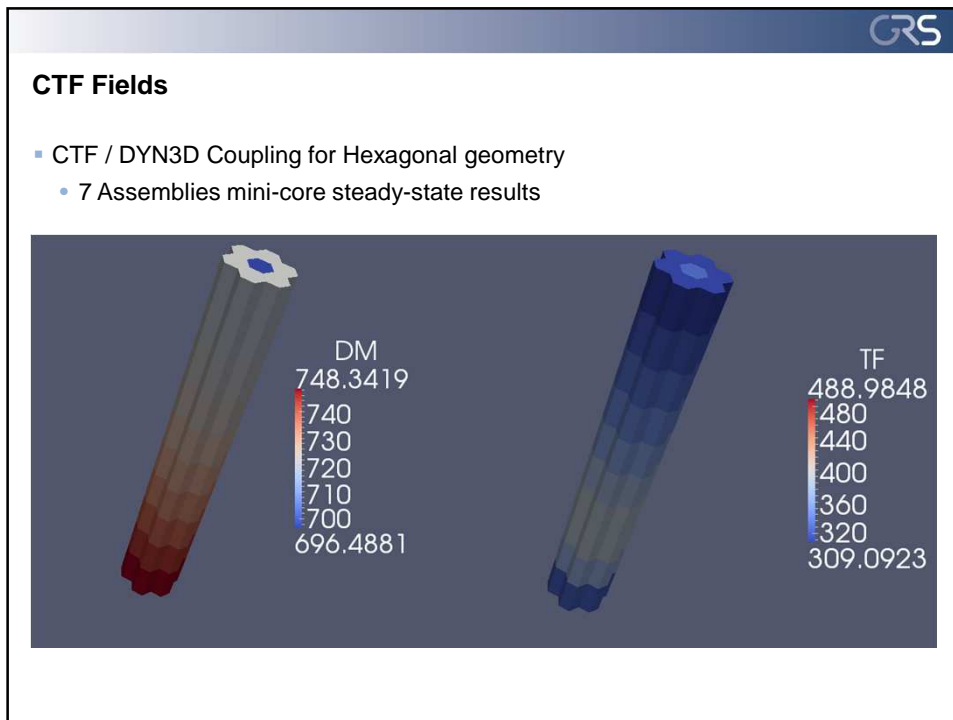 GRS
CTF Fields
CTF / DYN3D Coupling for Hexagonal geometry
7 Assemblies mini-core steady-state results
DM
748.3419
740
730
720
710
700
696.4881
TF
488.9848
480
440
400
360
320
309.0923